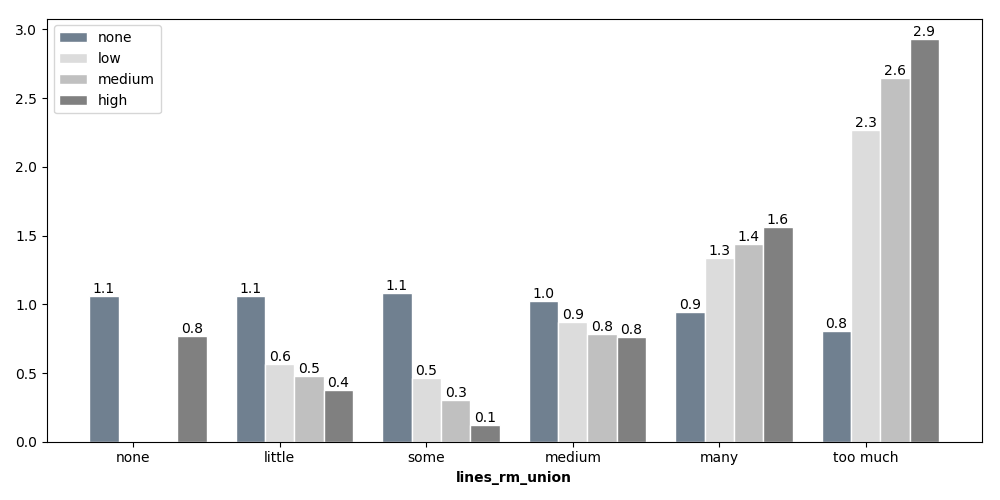 3.0
2.5
2.0
1.5
1.0
0.5
0.0
none
low
medium
high
1.1 0.8
1.1 0.6 0.5 0.4
1.1 0.5 0.3 0.1
1.0 0.9 0.8 0.8
0.9 1.3 1.4 1.6
0.8 2.3 2.6 2.9
none little some medium many too much
lines_rm_union